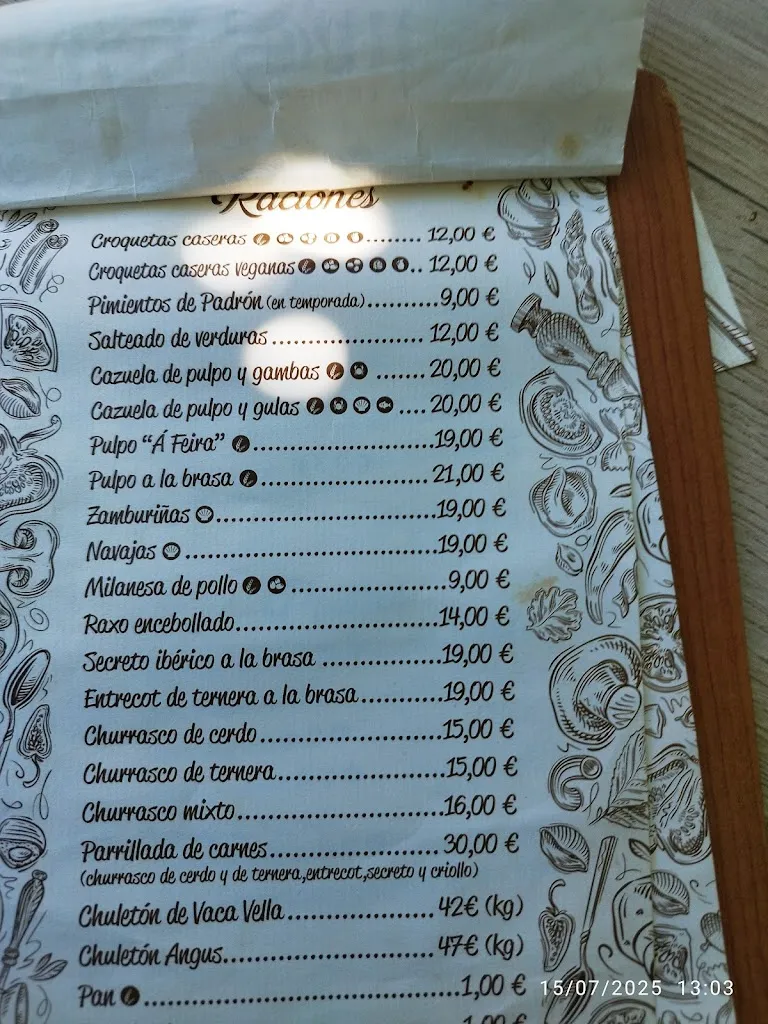 Raciones
Croquetas caseras ........ 12,00 €
Croquetas caseras veganas .. 12,00 €
Pimientos de Padrón (en temporada)..........9,00 €
Salteado de verduras...................... 12,00 €
Cazuela de pulpo y gambas ....... 20,00 €
Cazuela de pulpo y gulas .... 20,00 €
Pulpo “Á Feira” ..........................19,00 €
Pulpo a la brasa ........................ 21,00 €
Zamburiñas ..............................19,00 €
Navajas ...................................19,00 €
Milanesa de pollo ..................... 9,00 €
Raxo encebollado.............................14,00 €
Secreto ibérico a la brasa .................19,00 €
Entrecot de ternera a la brasa............19,00 €
Churrasco de cerdo..........................15,00 €
Churrasco de ternera........................15,00 €
Churrasco mixto..............................16,00 €
Parrillada de carnes........................ 30,00 €
(churrasco de cerdo y de ternera,entrecot,secreto y criollo)
Chuletón de Vaca Vella..................... 42€ (kg)
Chuletón Angus............................... 47€ (kg)
Pan .............................................1,00 €
1,00 €
15/07/2025 13:03